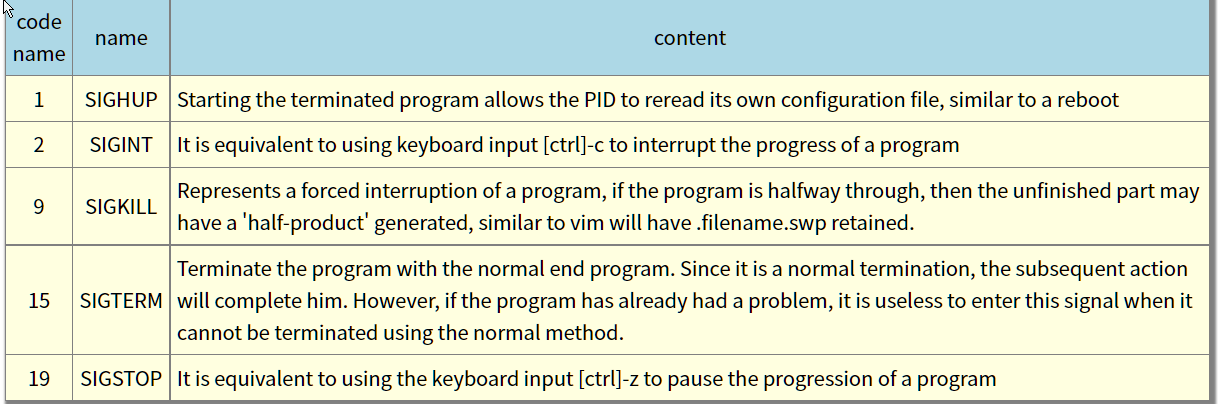 code
name
name
content
1
SIGHUP
Starting the terminated program allows the PID to reread its own configuration file, similar to a reboot
2
SIGINT
It is equivalent to using keyboard input [ctrl]-c to interrupt the progress of a program
9
SIGKILL
Represents a forced interruption of a program, if the program is halfway through, then the unfinished part may
have a 'half-product' generated, similar to vim will have .filename.swp retained.
15
SIGTERM
Terminate the program with the normal end program. Since it is a normal termination, the subsequent action
will complete him. However, if the program has already had a problem, it is useless to enter this signal when it
cannot be terminated using the normal method.
19
SIGSTOP
It is equivalent to using the keyboard input [ctrl]-z to pause the progression of a program